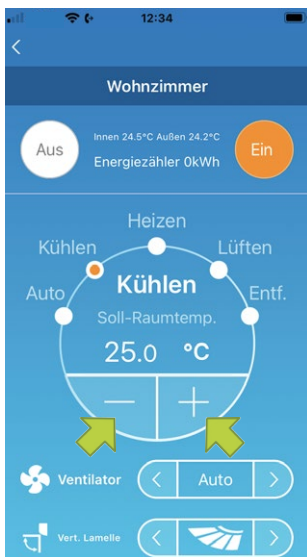 12:34
Wohnzimmer
Aus
Innen 24.5°C Außen 24.2°C
Energiezähler 0kWh
Ein
Heizen
Kühlen
Lüften
Auto
Kühlen
Entf.
Soll-Raumtemp.
25.0 °C
Ventilator
Auto
Vert. Lamelle